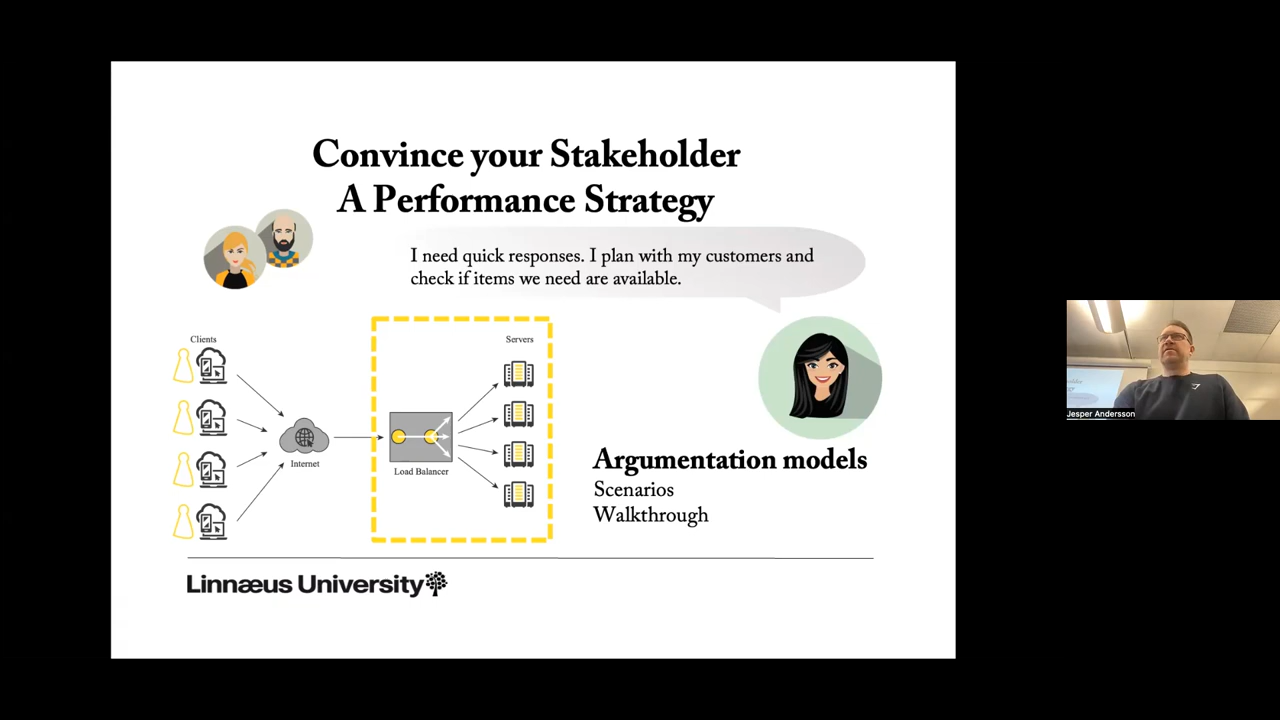 Convince your Stakeholder
A Performance Strategy
I need quick responses. I plan with my customers and
check if items we need are available.
Clients
Servers
Internet
Load Balancer
Argumentation models
Scenarios
Walkthrough
Linnæus University
Jesper Andersson